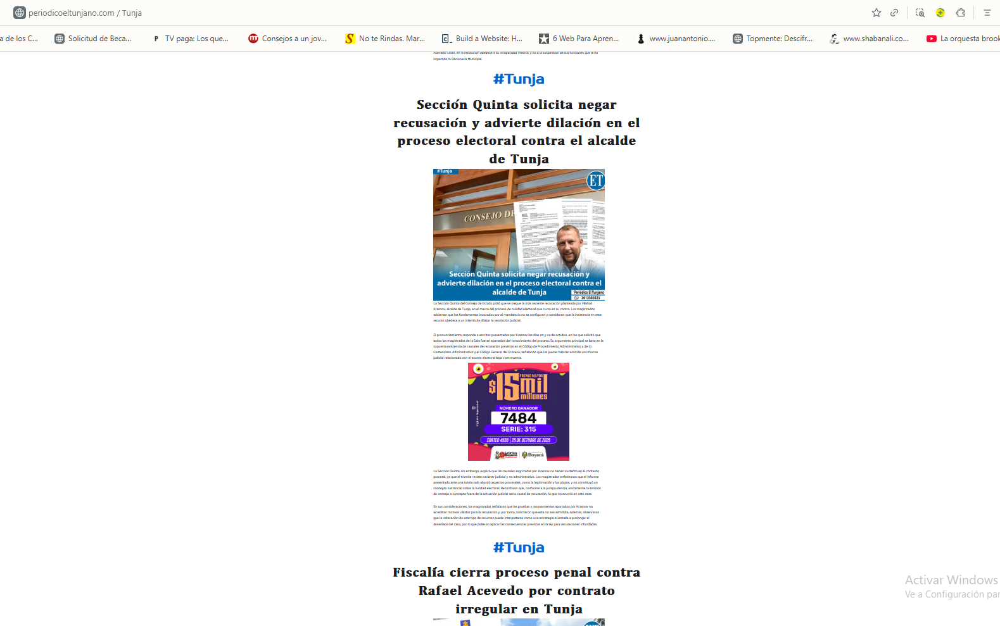 periodicoeltunjano.com / Tunja
a de los C...
Solicitud de Beca...
TV paga: Los que...
Consejos a un jov...
No te Rindas. Mar...
Build a Website: H...
6 Web Para Apren...
www.juanantonio....
Topmente: Descifr...
www.shabanali.co...
La orquesta brook
Acevedo Galán, en la resolución obedece a su incapacidad médica, y no a la suspensión de sus funciones que le ha
impartido la Personería Municipal.
#Tunja
Sección Quinta solicita negar
recusación y advierte dilación en el
proceso electoral contra el alcalde
de Tunja
#Tunja
ET
CONSEJO DE
Sección Quinta solicita negar recusación y
advierte dilación en el proceso electoral contra el
alcalde de Tunja
Periódico El Tunjano
3013583825
La Sección Quinta del Consejo de Estado pidió que se niegue la más reciente recusación planteada por Mikhail
Krasnov, alcalde de Tunja, en el marco del proceso de nulidad electoral que cursa en su contra. Los magistrados
advierten que los fundamentos invocados por el mandatario no se configuran y consideran que la insistencia en este
recurso obedece a un intento de dilatar la resolución judicial.
El pronunciamiento responde a escritos presentados por Krasnov los días 20 y 24 de octubre, en los que solicitó que
todos los magistrados de la Sala fueran apartados del conocimiento del proceso. Su argumento principal se basa en la
supuesta existencia de causales de recusación previstas en el Código de Procedimiento Administrativo y de lo
Contencioso Administrativo y el Código General del Proceso, señalando que los jueces habrían emitido un informe
judicial relacionado con el asunto electoral bajo controversia.
PREMIO MAYOR
$15mil
millones
NÚMERO GANADOR
7484
SERIE: 315
SORTEO 4595 | 25 DE OCTUBRE DE 2025
Boyacá
La Sección Quinta, sin embargo, explicó que las causales esgrimidas por Krasnov no tienen sustento en el contexto
procesal, ya que el trámite reviste carácter judicial y no administrativo. Los magistrados enfatizaron que el informe
presentado ante una tutela solo abordó aspectos procesales, como la legitimación y los plazos, y no constituyó un
concepto sustancial sobre la nulidad electoral. Recordaron que, conforme a la jurisprudencia, únicamente la emisión
de consejo o concepto fuera de la actuación judicial sería causal de recusación, lo que no ocurrió en este caso.
En sus consideraciones, los magistrados señalaron que las pruebas y razonamientos aportados por Krasnov no
acreditan motivos válidos para la recusación y, por tanto, solicitaron que esta no sea admitida. Además, observaron
que la reiteración de este tipo de recursos puede interpretarse como una estrategia orientada a prolongar el
desenlace del caso, por lo que pidieron aplicar las consecuencias previstas en la ley para recusaciones infundadas.
#Tunja
Fiscalía cierra proceso penal contra
Rafael Acevedo por contrato
irregular en Tunja
Activar Windows
Ve a Configuración par